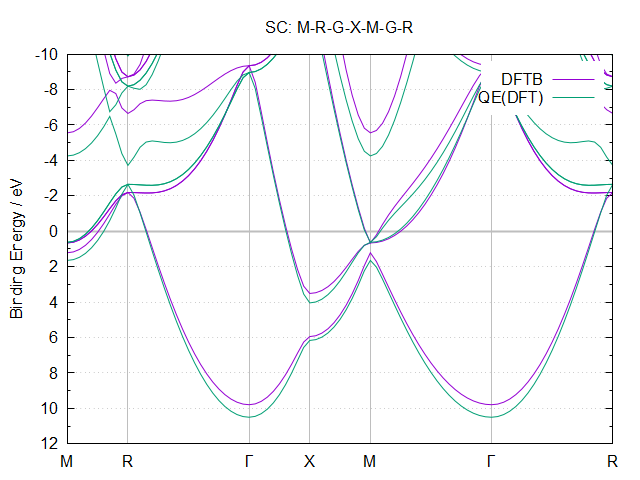 SC: M-R-G-X-M-G-R
-10
-8
-6
-4
-2
0
2
4
6
8
10
12
Binding Energy / eV
DFTB
QE(DFT)
M R Γ X M Γ R